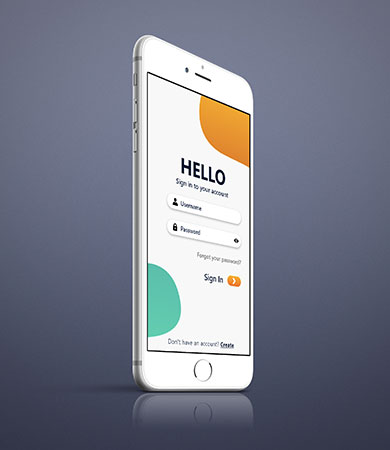 HELLO
Sign in to your account
Username
Password
Forgot your password?
Sign In
Don't have an account? Create